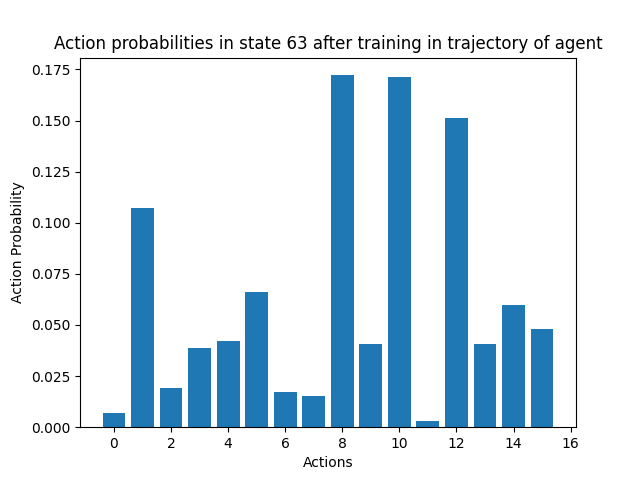 Action probabilities in state 63 after training in trajectory of agent
0.175
0.150
0.125
0.100
0.075
0.050
0.025
0.000
Action Probability
0 2 4 6 8 10 12 14 16
Actions